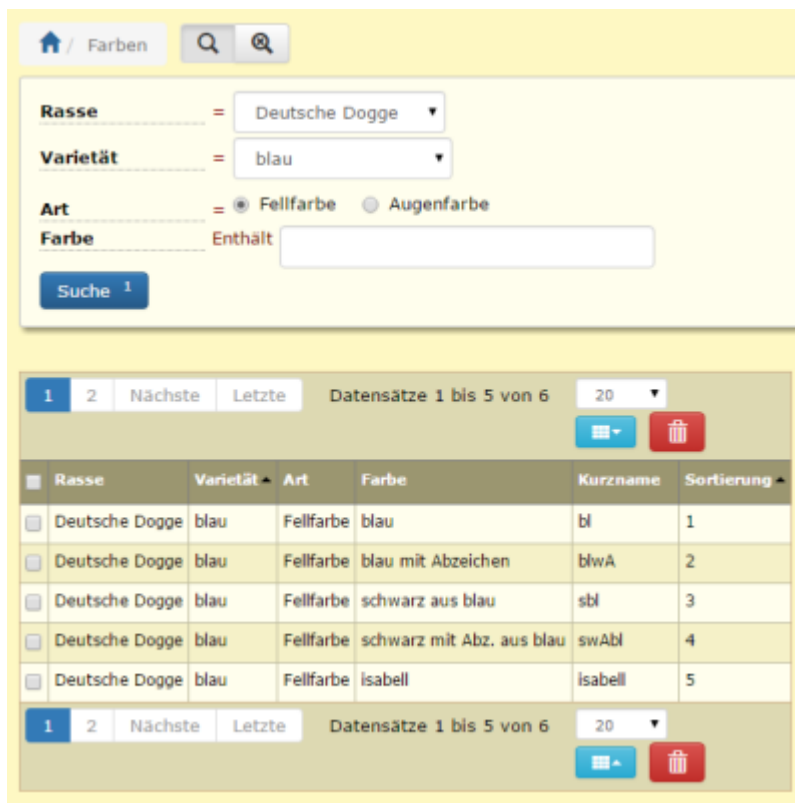 / Farben
Rasse = Deutsche Dogge
Varietät = blau
Art = Fellfarbe Augenfarbe
Farbe Enthält
Suche 1
1 2 Nächste Letzte Datensätze 1 bis 5 von 6 20
Rasse Varietät Art Farbe Kurzname Sortierung
Deutsche Dogge blau Fellfarbe blau bl 1
Deutsche Dogge blau Fellfarbe blau mit Abzeichen blwA 2
Deutsche Dogge blau Fellfarbe schwarz aus blau sbl 3
Deutsche Dogge blau Fellfarbe schwarz mit Abz. aus blau swAbl 4
Deutsche Dogge blau Fellfarbe isabell isabell 5
1 2 Nächste Letzte Datensätze 1 bis 5 von 6 20